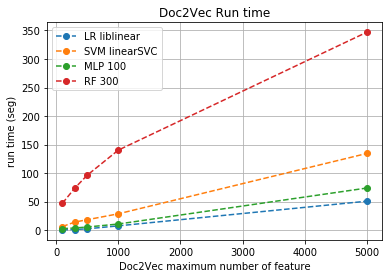 Doc2Vec Run time
LR liblinear
SVM linearSVC
MLP 100
RF 300
run time (seg)
350
300
250
200
150
100
50
0
0 1000 2000 3000 4000 5000
Doc2Vec maximum number of feature